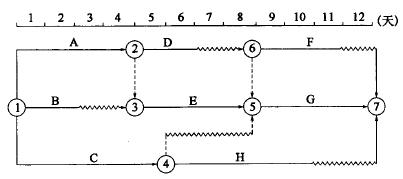 1 2 3 4 5 6 7 8 9 10 11 12 (天)
A ② D ⑥ F
① B ③ E ⑤ G ⑦
C ④ H